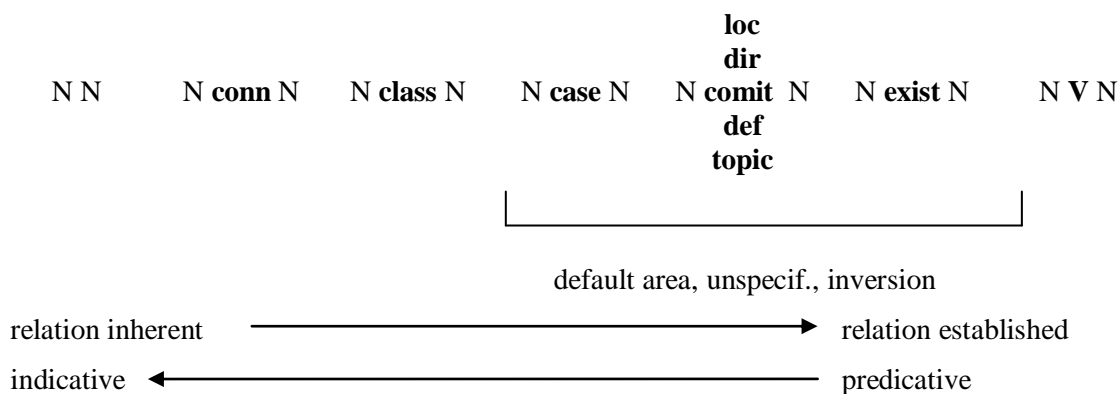 loc
dir
N N N conn N N class N N case N N comit N N exist N N V N
def
topic
default area, unspecif., inversion
relation inherent relation established
indicative predicative